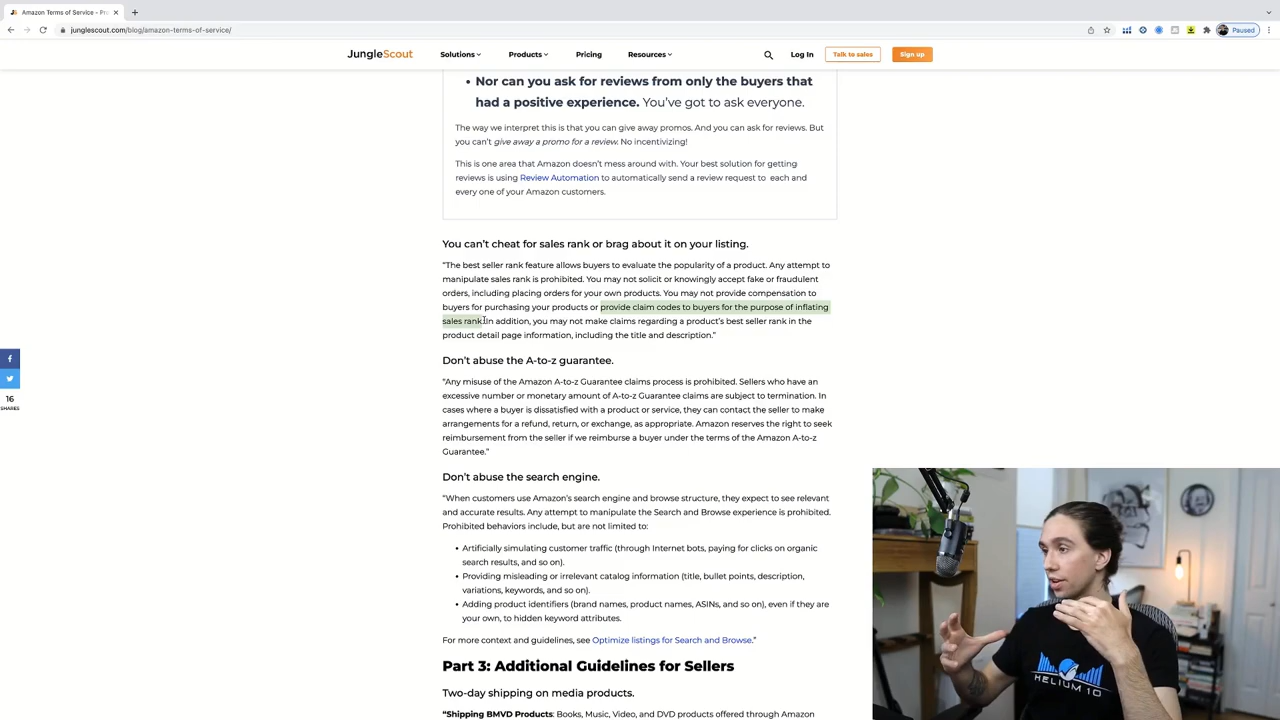 Amazon Terms of Service - Pro
junglescout.com/blog/amazon-terms-of-service/
Paused
JungleScout
Solutions
Products
Pricing
Resources
Log In
Talk to sales
Sign up
• Nor can you ask for reviews from only the buyers that
had a positive experience. You've got to ask everyone.
The way we interpret this is that you can give away promos. And you can ask for reviews. But
you can't give away a promo for a review. No incentivizing!
This is one area that Amazon doesn't mess around with. Your best solution for getting
reviews is using Review Automation to automatically send a review request to each and
every one of your Amazon customers.
You can't cheat for sales rank or brag about it on your listing.
"The best seller rank feature allows buyers to evaluate the popularity of a product. Any attempt to
manipulate sales rank is prohibited. You may not solicit or knowingly accept fake or fraudulent
orders, including placing orders for your own products. You may not provide compensation to
buyers for purchasing your products or provide claim codes to buyers for the purpose of inflating
sales rank. In addition, you may not make claims regarding a product's best seller rank in the
product detail page information, including the title and description."
Don't abuse the A-to-z guarantee.
"Any misuse of the Amazon A-to-z Guarantee claims process is prohibited. Sellers who have an
excessive number or monetary amount of A-to-z Guarantee claims are subject to termination. In
cases where a buyer is dissatisfied with a product or service, they can contact the seller to make
arrangements for a refund, return, or exchange, as appropriate. Amazon reserves the right to seek
reimbursement from the seller if we reimburse a buyer under the terms of the Amazon A-to-z
Guarantee."
16
SHARES
Don't abuse the search engine.
"When customers use Amazon's search engine and browse structure, they expect to see relevant
and accurate results. Any attempt to manipulate the Search and Browse experience is prohibited.
Prohibited behaviors include, but are not limited to:
• Artificially simulating customer traffic (through Internet bots, paying for clicks on organic
search results, and so on).
• Providing misleading or irrelevant catalog information (title, bullet points, description,
variations, keywords, and so on).
• Adding product identifiers (brand names, product names, ASINs, and so on), even if they are
your own, to hidden keyword attributes.
For more context and guidelines, see Optimize listings for Search and Browse."
Part 3: Additional Guidelines for Sellers
Two-day shipping on media products.
"Shipping BMVD Products: Books, Music, Video, and DVD products offered through Amazon
HELIUM 10